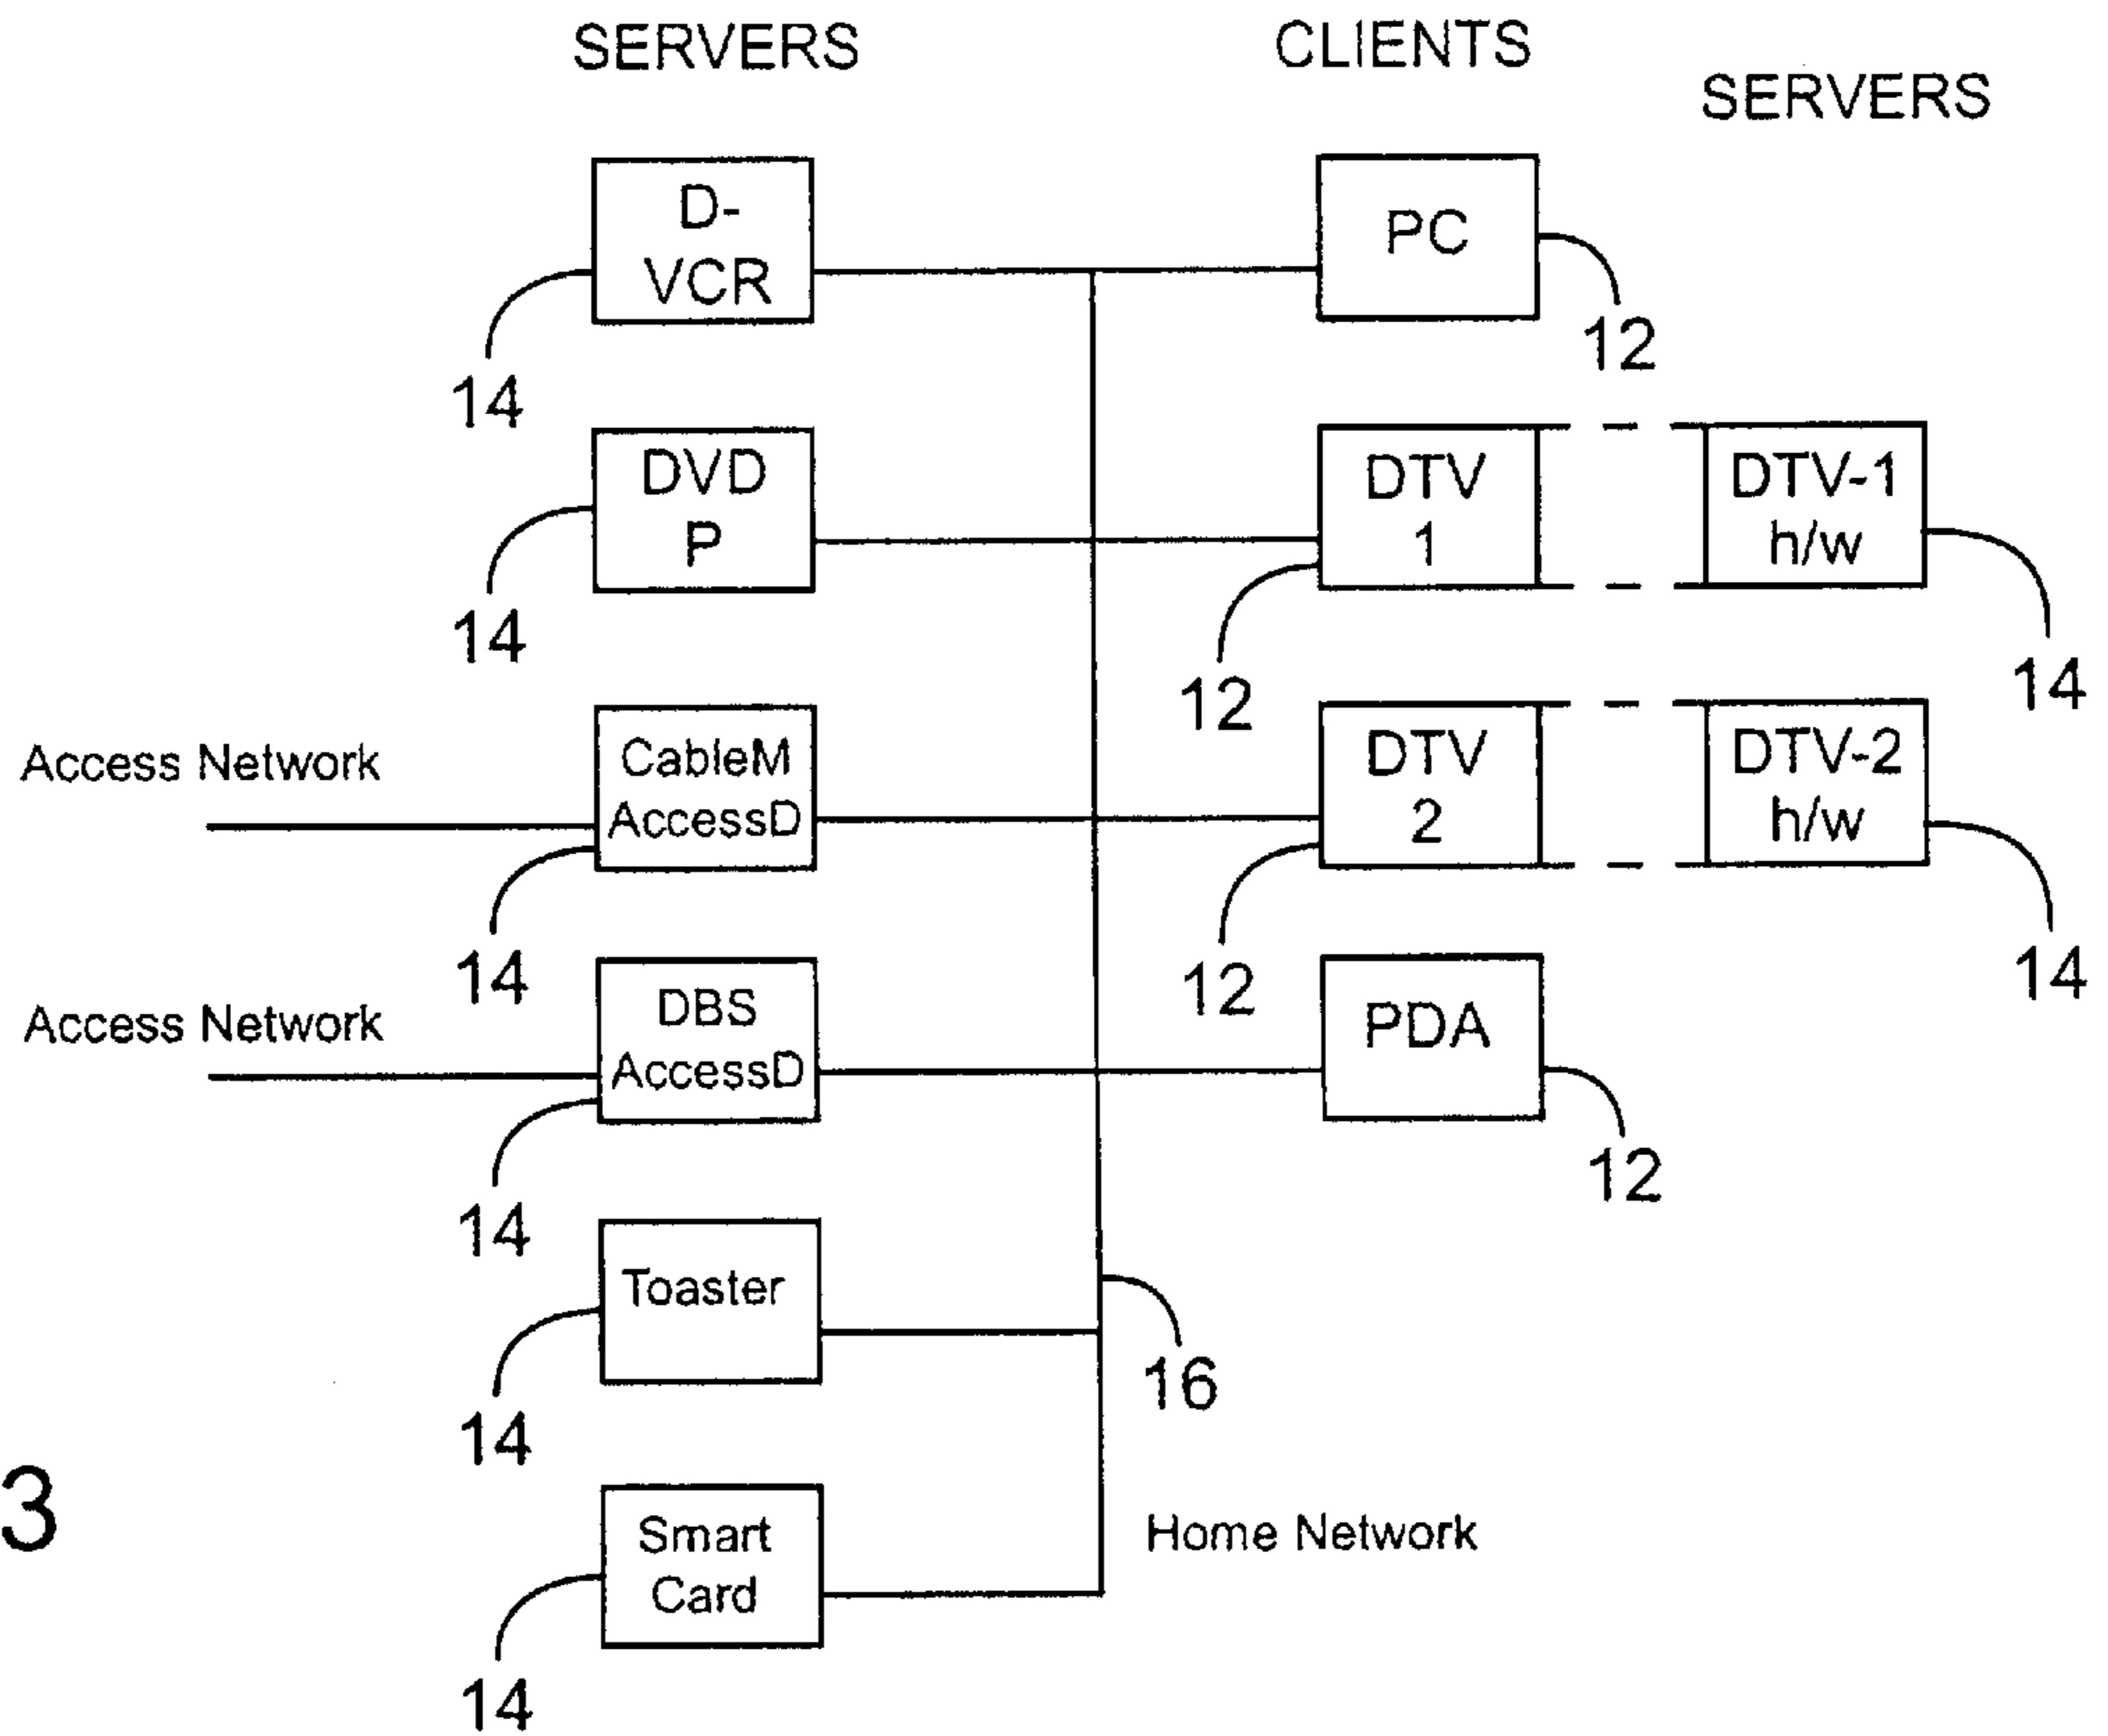 SERVERS
CLIENTS
SERVERS
D-
VCR
PC
14
12
DVD
P
DTV
1
DTV-1
h/w
14
12
14
Access Network
CableM
AccessD
DTV
2
DTV-2
h/w
14
12
14
Access Network
DBS
AccessD
PDA
14
12
Toaster
16
14
3
Smart
Card
Home Network
14